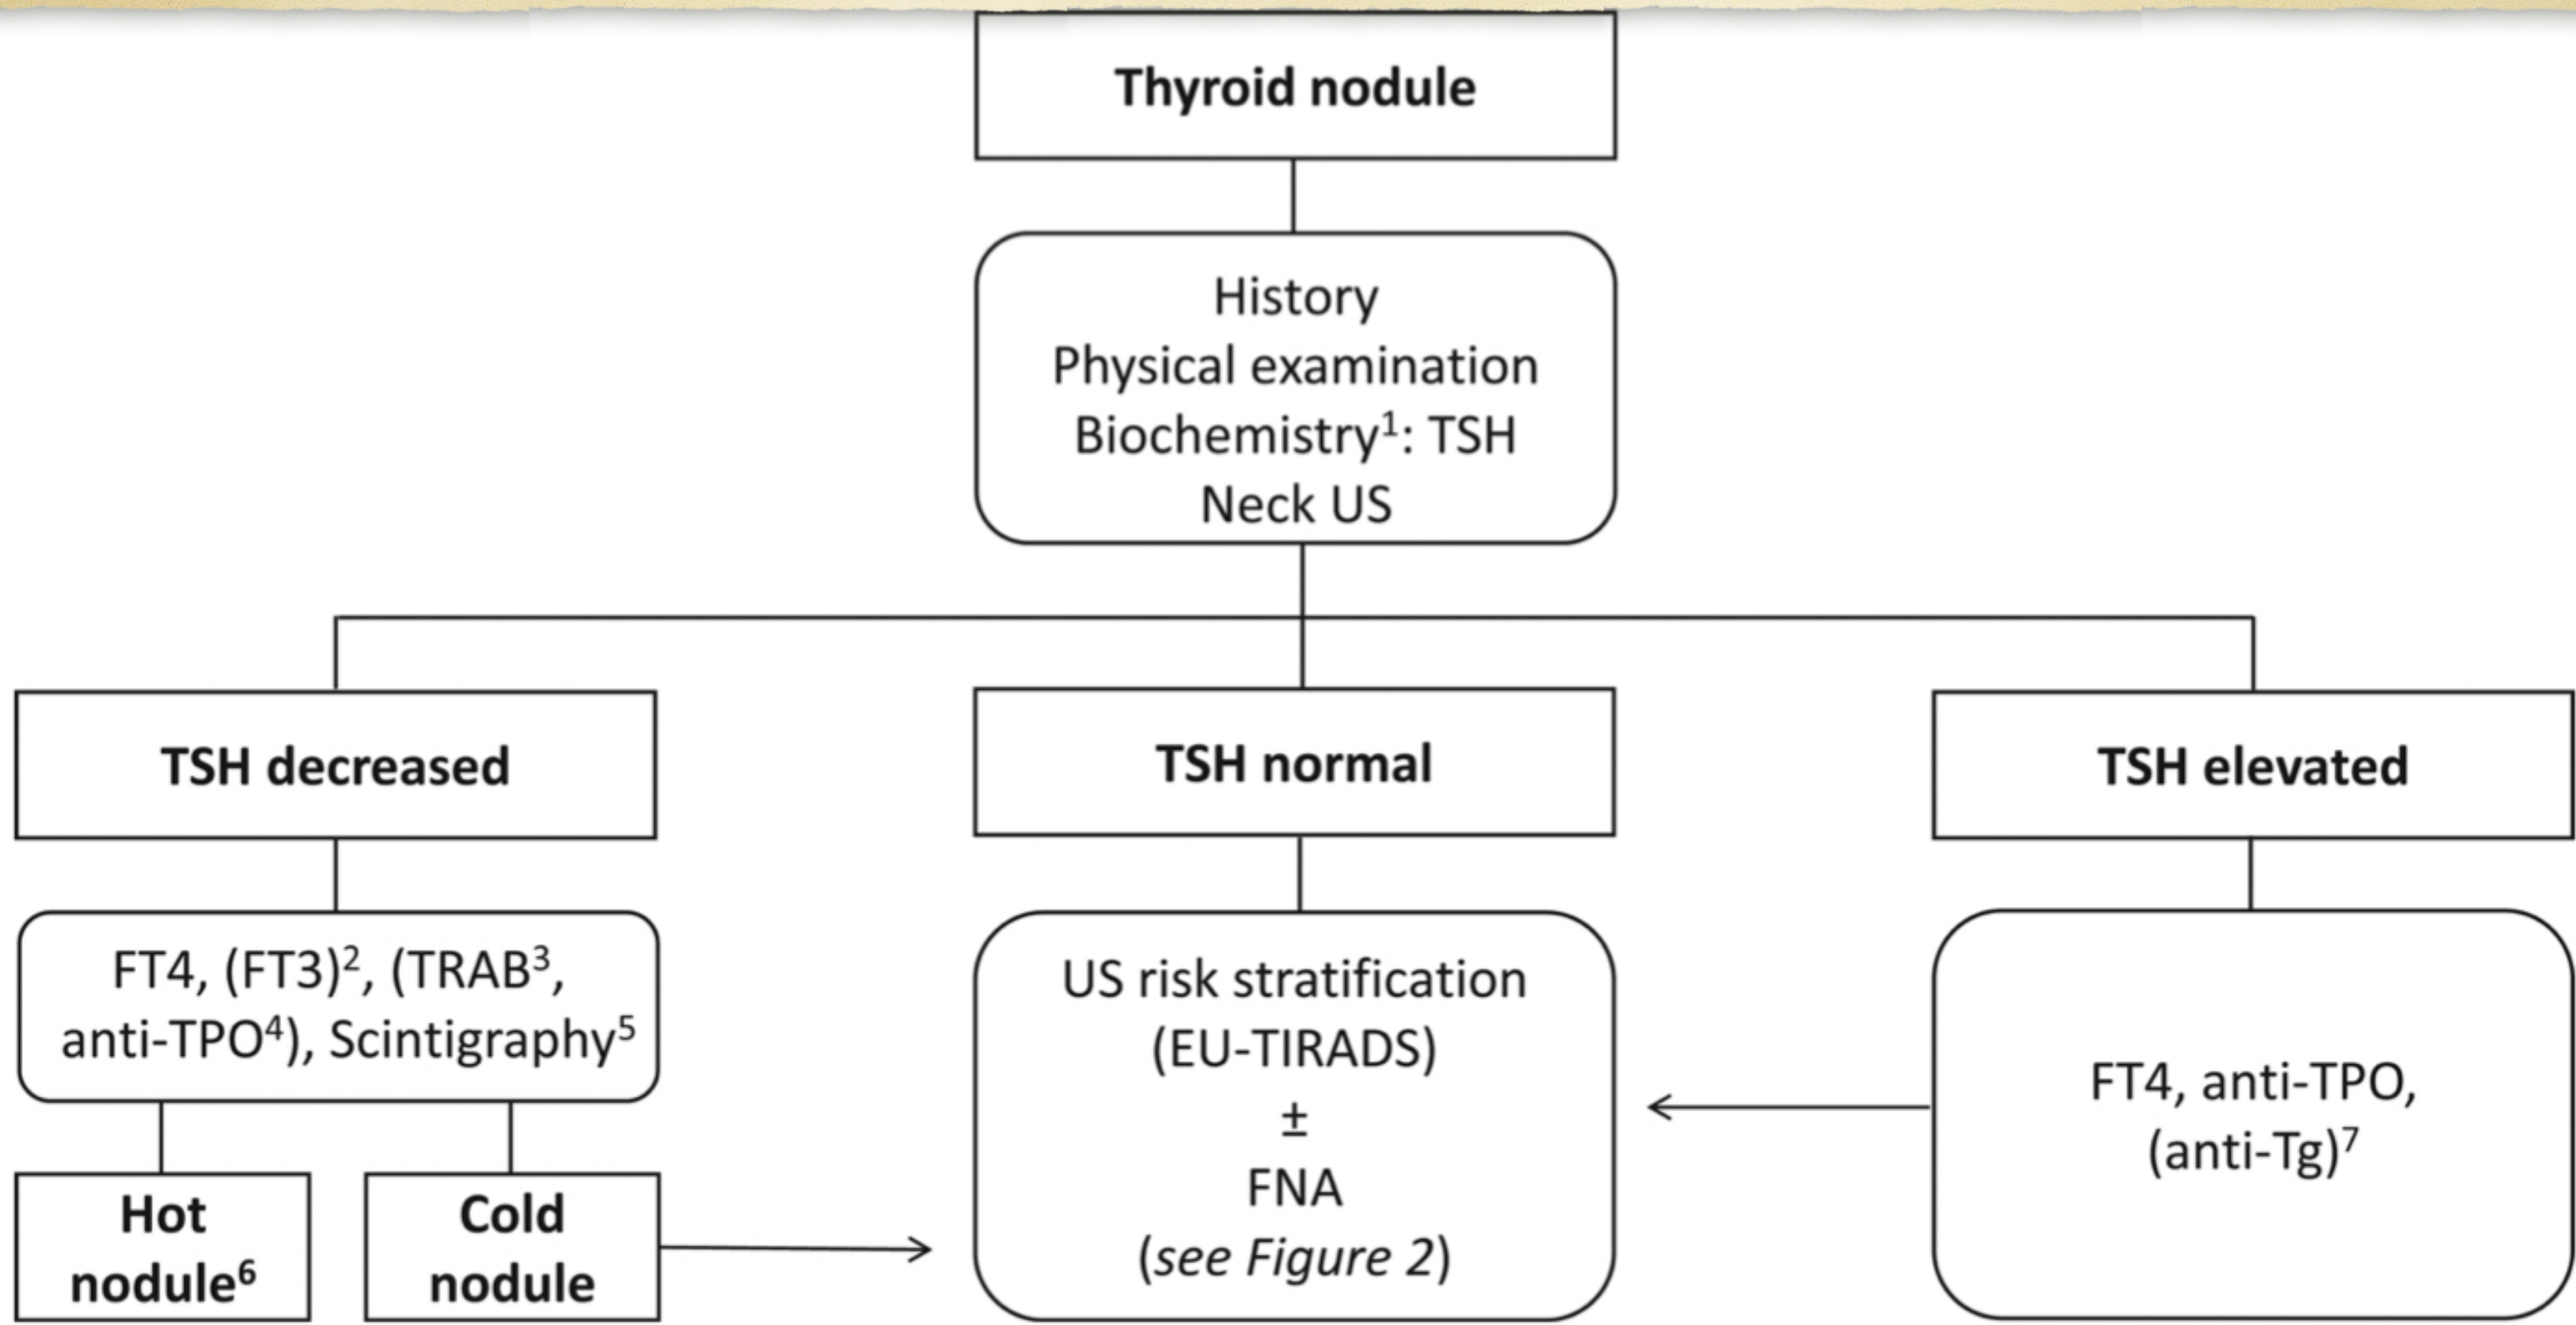 Thyroid nodule
History
Physical examination
Biochemistry¹: TSH
Neck US
TSH decreased
TSH normal
TSH elevated
FT4, (FT3)², (TRAB³,
anti-TPO⁴), Scintigraphy⁵
Hot
nodule⁶
Cold
nodule
US risk stratification
(EU-TIRADS)
±
FNA
(see Figure 2)
FT4, anti-TPO,
(anti-Tg)⁷